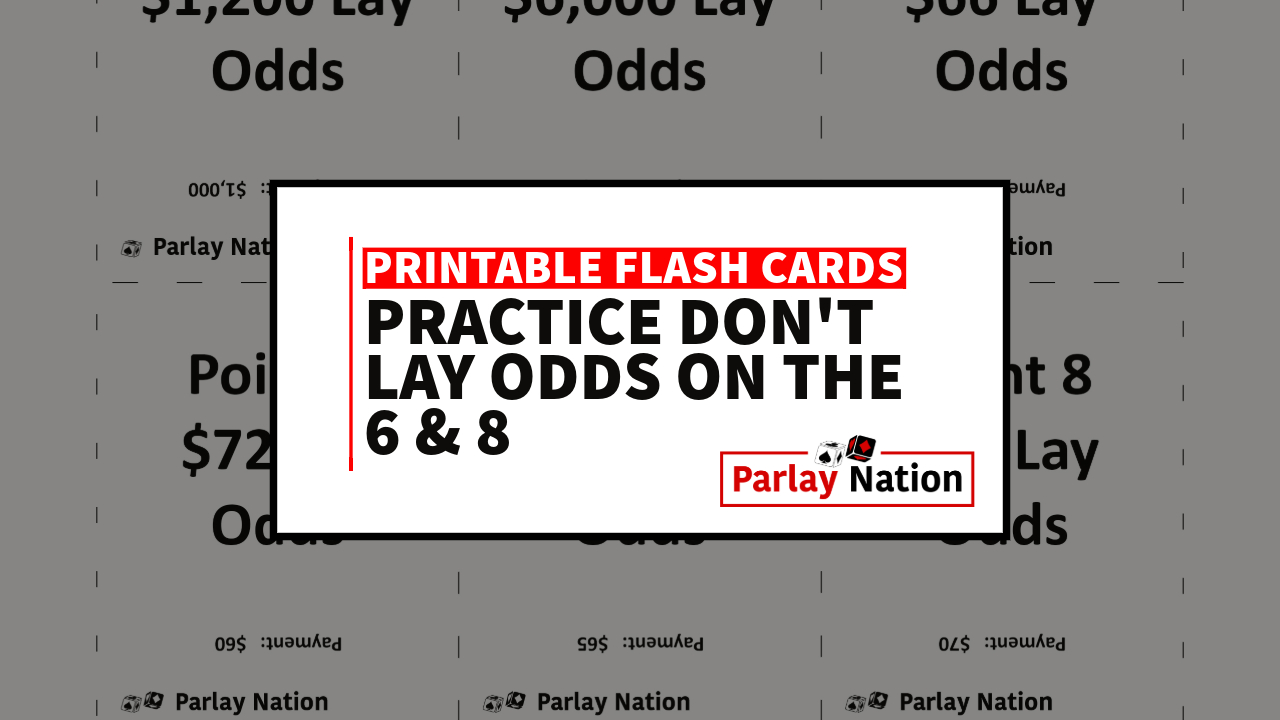 $1,200 Lay
Odds
$6,000 Lay
Odds
$66 Lay
Odds
$1,000
Parlay Nat
PRINTABLE FLASH CARDS
PRACTICE DON'T
LAY ODDS ON THE
6 & 8
Parlay Nation
Poi
$72
Odds
Odds
nt 8
Lay
Odds
Payment: $60
Payment: $65
Payment: $70
Parlay Nation
Parlay Nation
Parlay Nation